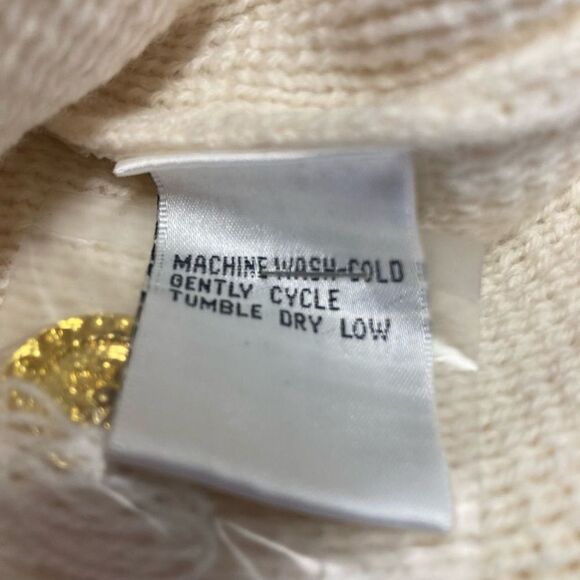 MACHINE WASH-COLD
GENTLY CYCLE
TUMBLE DRY LOW